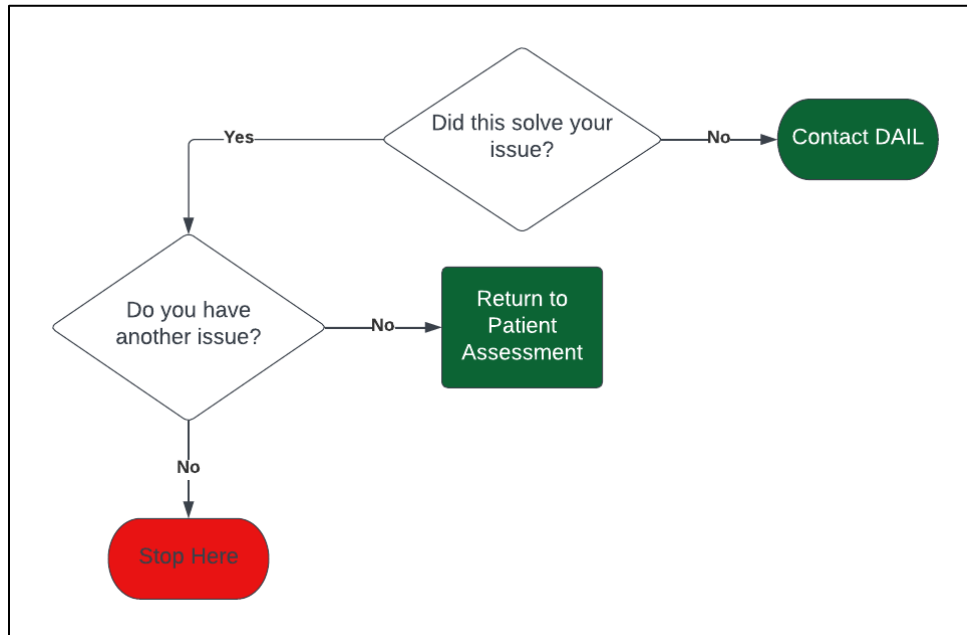 Did this solve your
issue?
Yes
No
Contact DAIL
Do you have
another issue?
No
Return to
Patient
Assessment
No
Stop Here